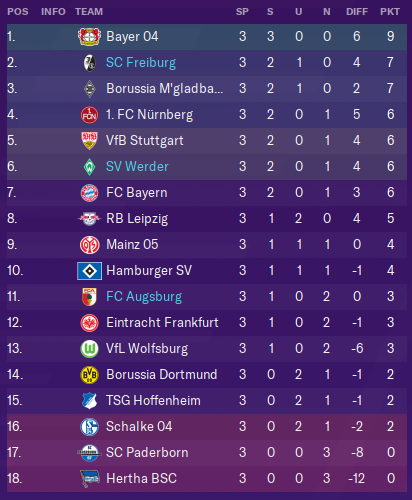 POS INFO TEAM SP S U N DIFF PKT
1. Bayer 04 3 3 0 0 6 9
2. SC Freiburg 3 2 1 0 4 7
3. Borussia M'gladba... 3 2 1 0 2 7
4. 1. FC Nürnberg 3 2 0 1 5 6
5. VfB Stuttgart 3 2 0 1 4 6
6. SV Werder 3 2 0 1 4 6
7. FC Bayern 3 2 0 1 3 6
8. RB Leipzig 3 1 2 0 4 5
9. Mainz 05 3 1 1 1 0 4
10. Hamburger SV 3 1 1 1 -1 4
11. FC Augsburg 3 1 0 2 0 3
12. Eintracht Frankfurt 3 1 0 2 -1 3
13. VfL Wolfsburg 3 1 0 2 -6 3
14. Borussia Dortmund 3 0 2 1 -1 2
15. TSG Hoffenheim 3 0 2 1 -1 2
16. Schalke 04 3 0 2 1 -2 2
17. SC Paderborn 3 0 0 3 -8 0
18. Hertha BSC 3 0 0 3 -12 0